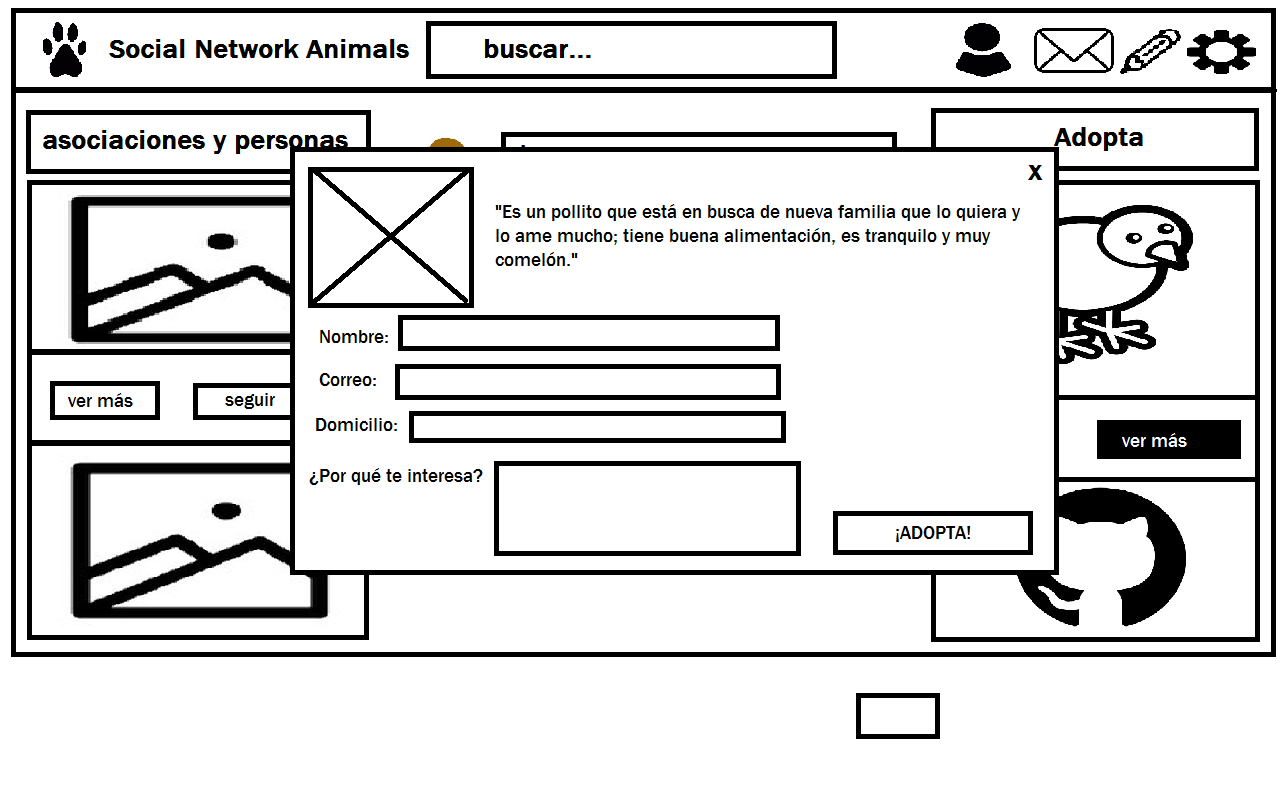 Social Network Animals
buscar...
asociaciones y personas
Adopta
X
"Es un pollito que está en busca de nueva familia que lo quiera y
lo ame mucho; tiene buena alimentación, es tranquilo y muy
comelón."
Nombre:
Correo:
Domicilio:
¿Por qué te interesa?
¡ADOPTA!
ver más
seguir
ver más